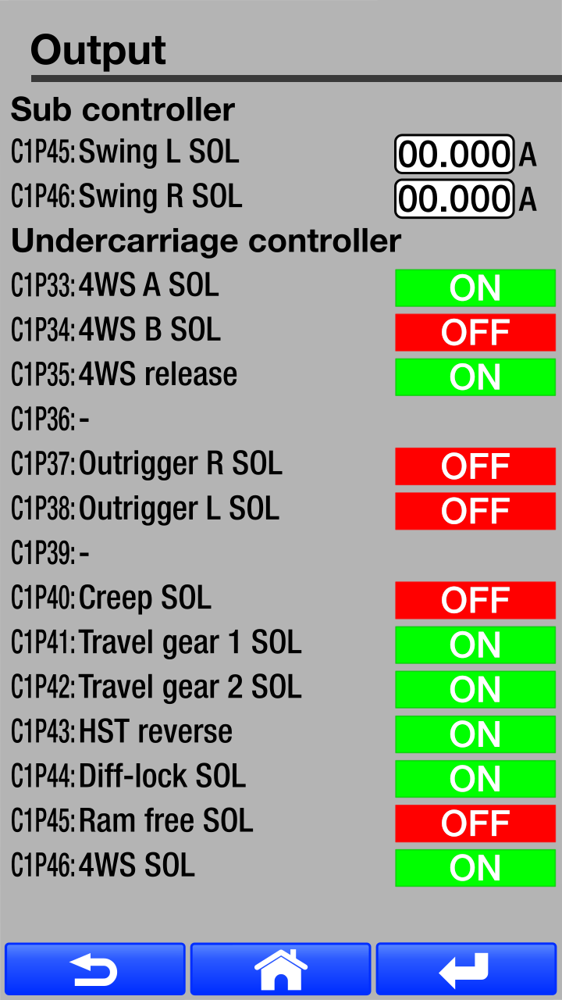 Output
Sub controller
C1P45:Swing L SOL 00.000 A
C1P46:Swing R SOL 00.000 A
Undercarriage controller
C1P33:4WS A SOL ON
C1P34:4WS B SOL OFF
C1P35:4WS release ON
C1P36:-
C1P37:Outrigger R SOL OFF
C1P38:Outrigger L SOL OFF
C1P39:-
C1P40:Creep SOL OFF
C1P41:Travel gear 1 SOL ON
C1P42:Travel gear 2 SOL ON
C1P43:HST reverse ON
C1P44:Diff-lock SOL ON
C1P45:Ram free SOL OFF
C1P46:4WS SOL ON